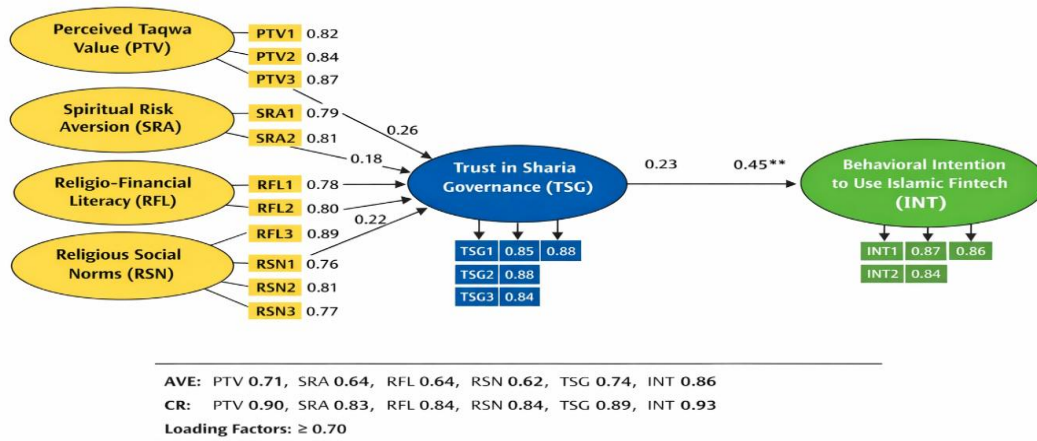 Perceived Taqwa
Value (PTV)
PTV1 0.82
PTV2 0.84
PTV3 0.87
Spiritual Risk
Aversion (SRA)
SRA1 0.79
SRA2 0.81
0.26
0.18
Religio-Financial
Literacy (RFL)
RFL1 0.78
RFL2 0.80
RFL3 0.89
0.22
Religious Social
Norms (RSN)
RSN1 0.76
RSN2 0.81
RSN3 0.77
Trust in Sharia
Governance (TSG)
TSG1 0.85 0.88
TSG2 0.88
TSG3 0.84
0.23 0.45**
Behavioral Intention
to Use Islamic Fintech
(INT)
INT1 0.87 0.86
INT2 0.84
AVE: PTV 0.71, SRA 0.64, RFL 0.64, RSN 0.62, TSG 0.74, INT 0.86
CR: PTV 0.90, SRA 0.83, RFL 0.84, RSN 0.84, TSG 0.89, INT 0.93
Loading Factors: ≥ 0.70